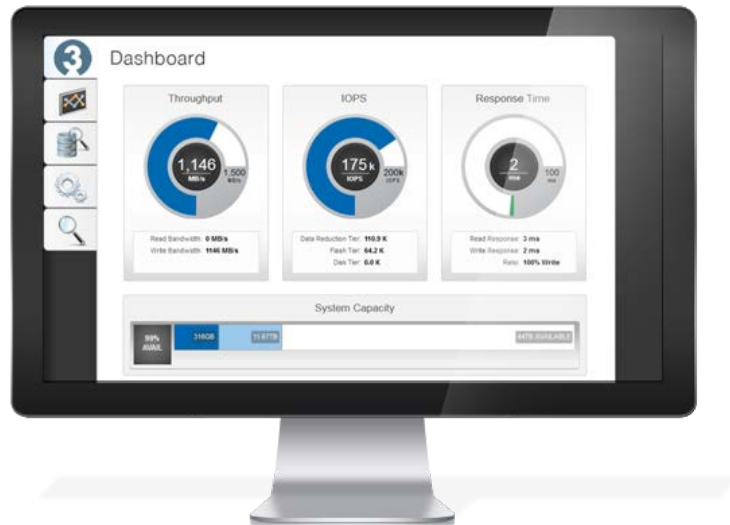 3
Dashboard
Throughput
1,146
MB/s
1,500
MB/s
Read Bandwidth: 0 MB/s
Write Bandwidth: 1146 MB/s
IOPS
175k
IOPS
200k
IOPS
Data Reduction Tier: 110.9 K
Flash Tier: 64.2 K
Disk Tier: 0.0 K
Response Time
2
ms
100
ms
Read Response: 3 ms
Write Response: 2 ms
Ratio: 100% Write
System Capacity
99%
AVAIL
316GB
11.67TB
44TB AVAILABLE